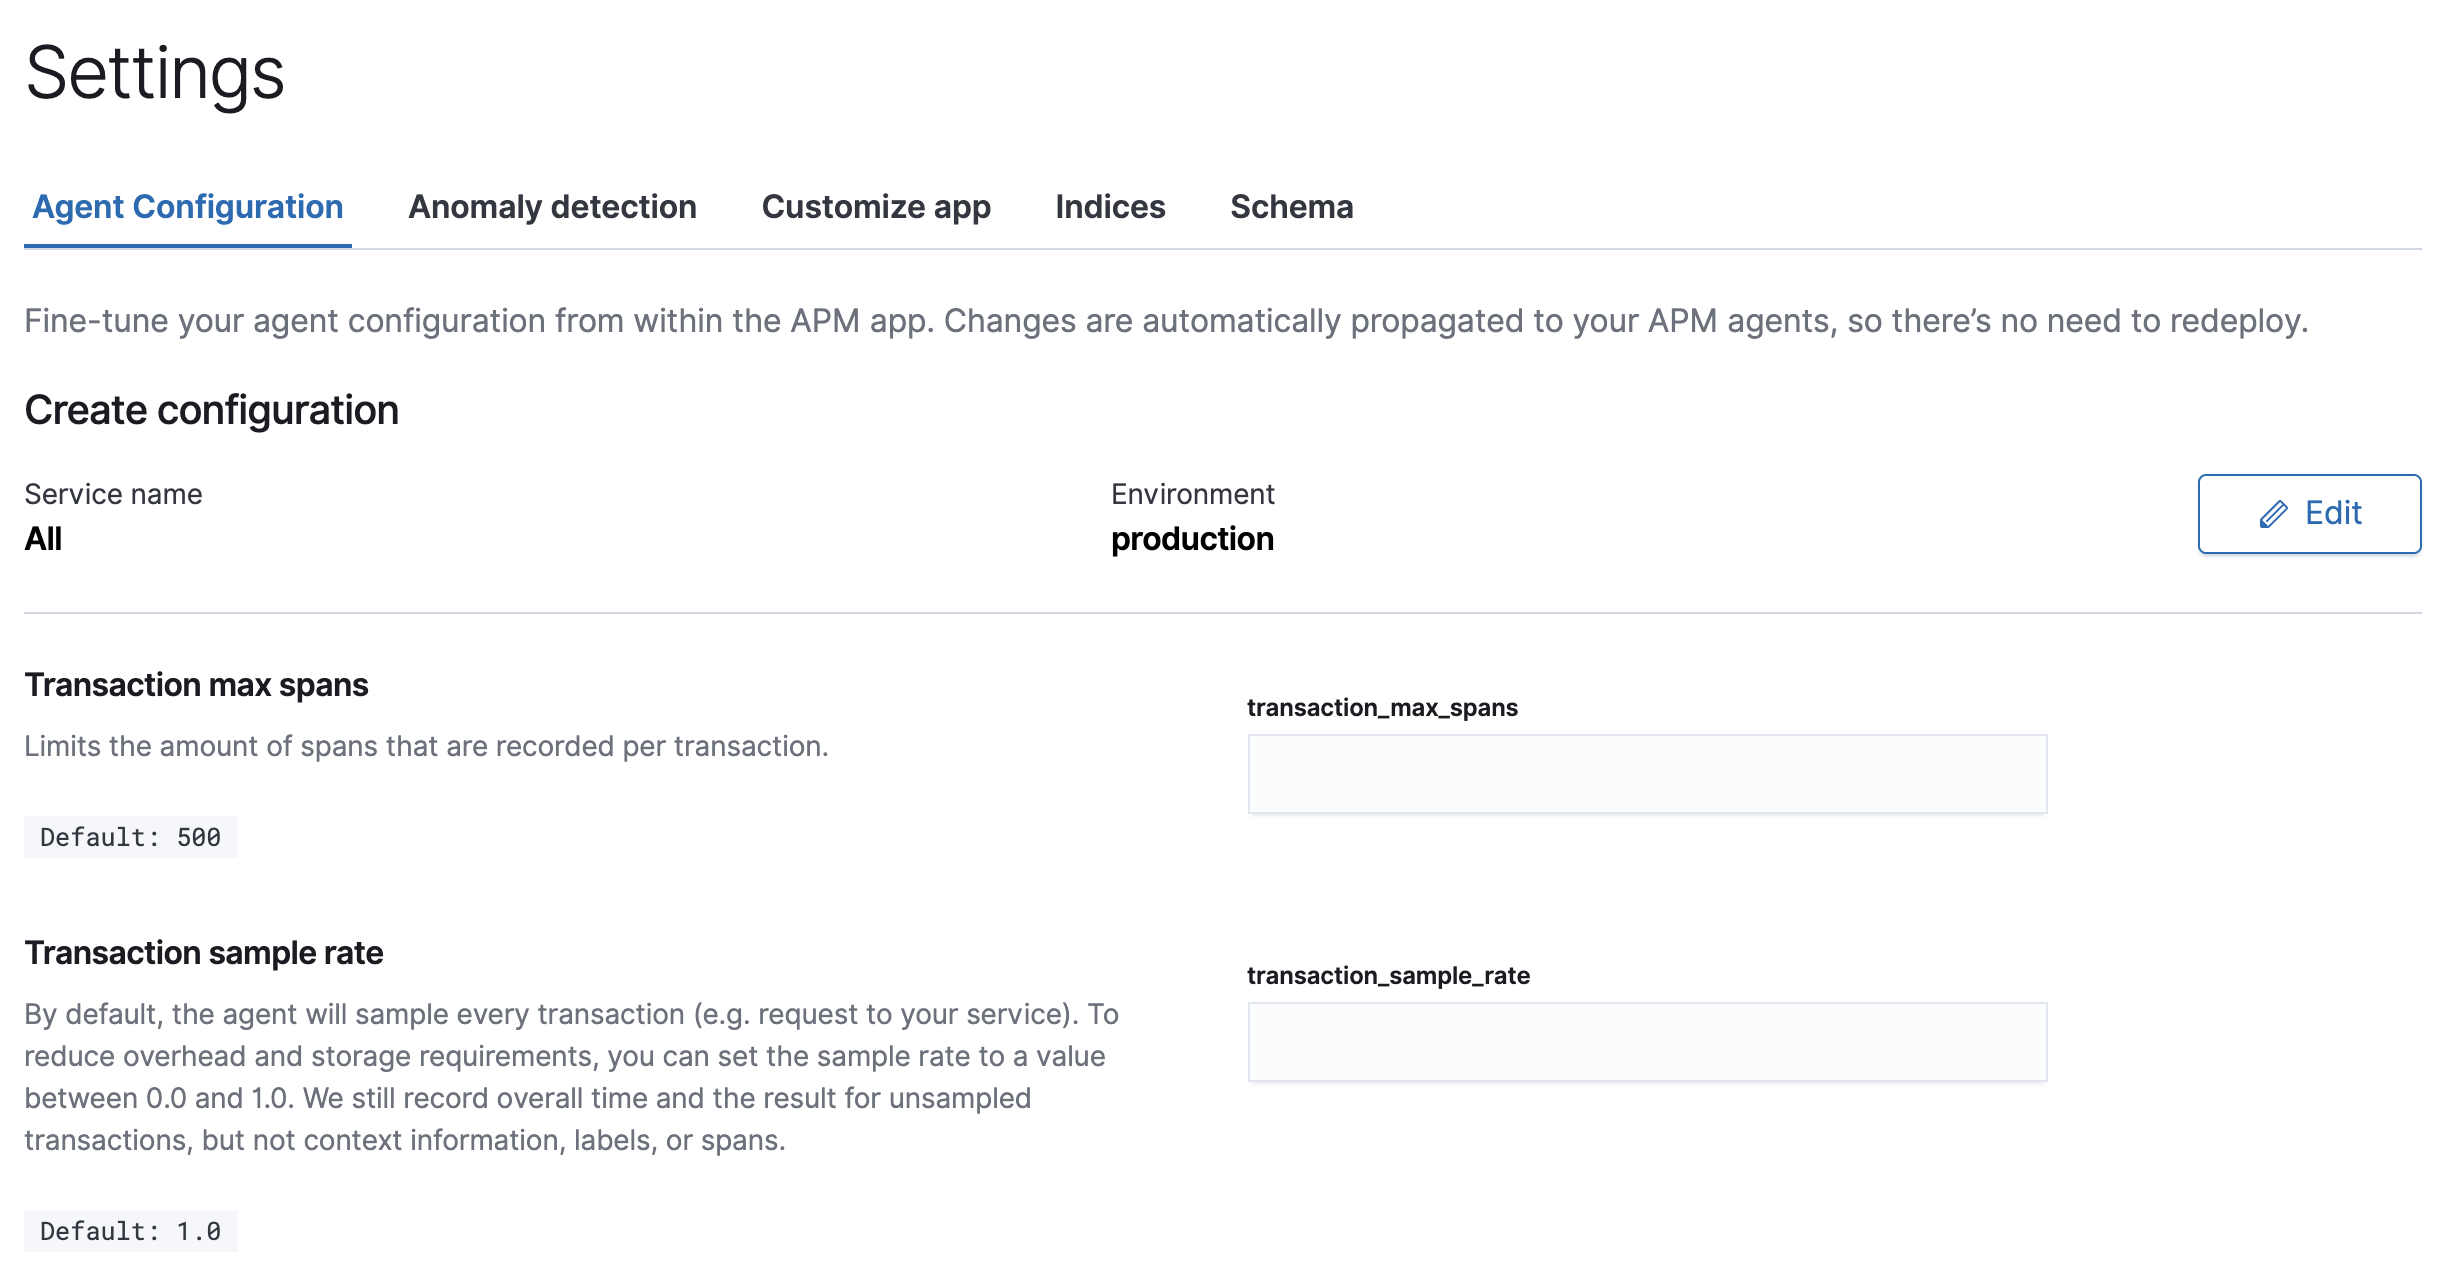 Settings
Agent Configuration Anomaly detection Customize app Indices Schema
Fine-tune your agent configuration from within the APM app. Changes are automatically propagated to your APM agents, so there’s no need to redeploy.
Create configuration
Service name
All
Environment
production
Edit
Transaction max spans
Limits the amount of spans that are recorded per transaction.
Default: 500
transaction_max_spans
Transaction sample rate
By default, the agent will sample every transaction (e.g. request to your service). To
reduce overhead and storage requirements, you can set the sample rate to a value
between 0.0 and 1.0. We still record overall time and the result for unsampled
transactions, but not context information, labels, or spans.
Default: 1.0
transaction_sample_rate